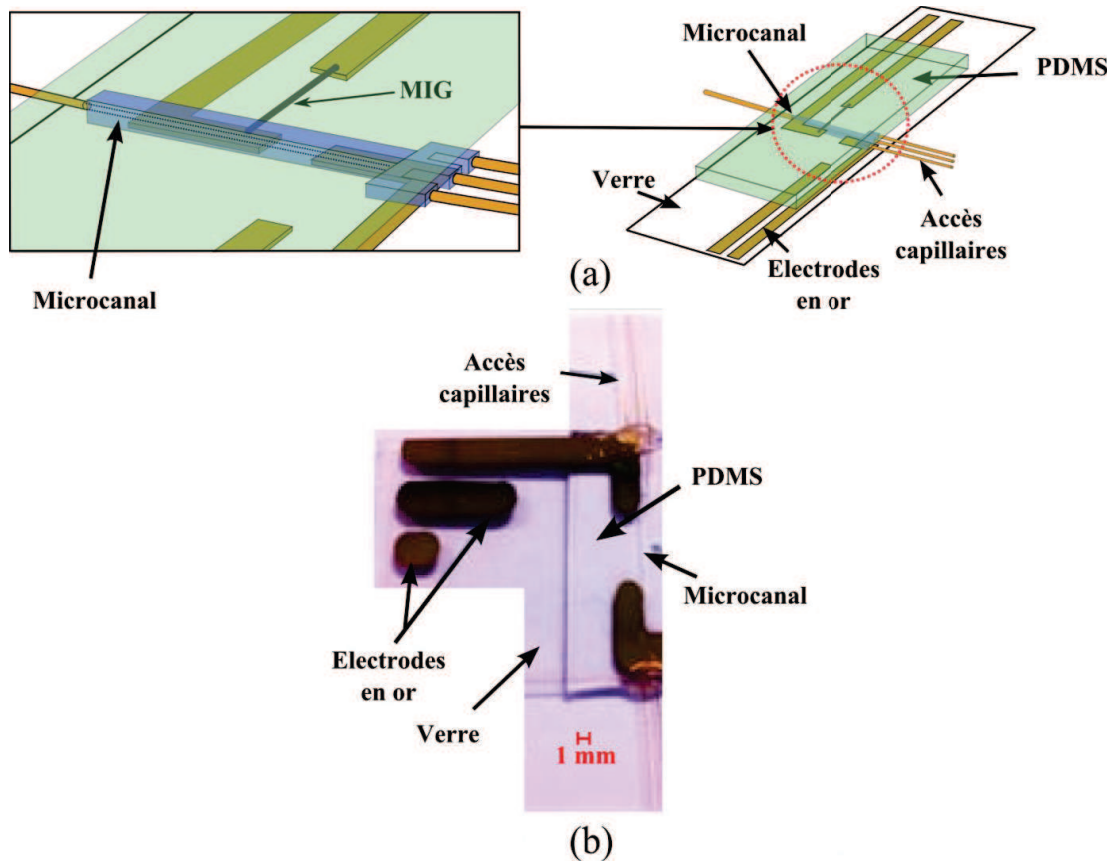 MIG
Microcanal
Microcanal
PDMS
Verre
Accès
capillaires
Electrodes
en or
(a)
Accès
capillaires
PDMS
Microcanal
Electrodes
en or
Verre
1 mm
(b)